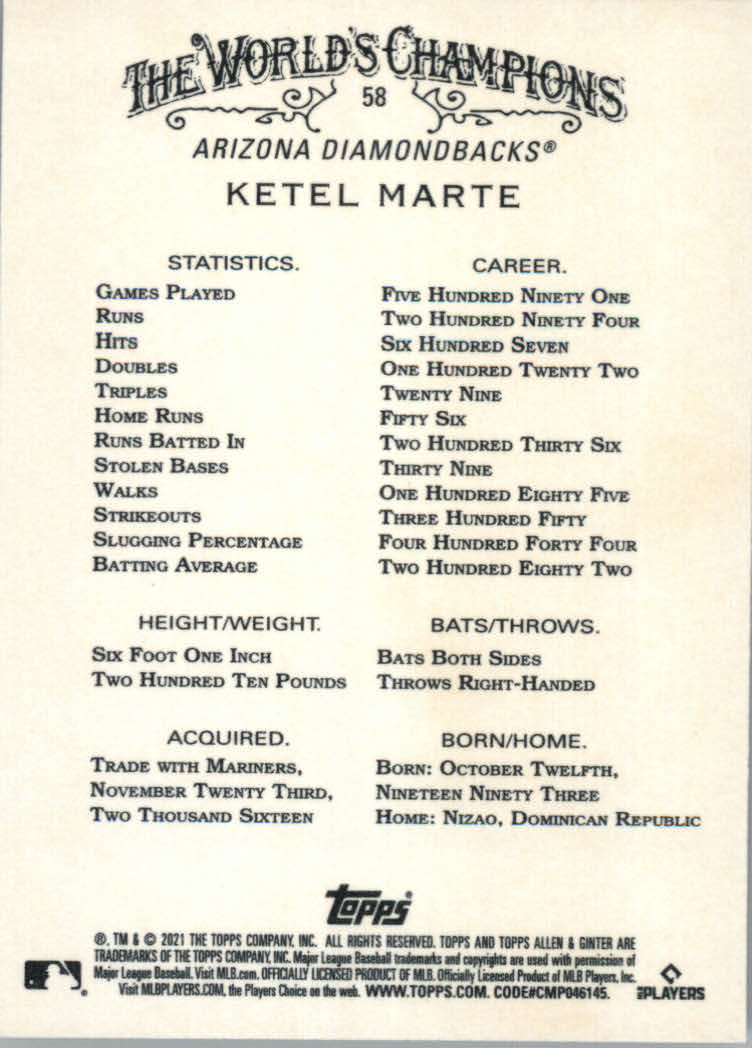 THE WORLD'S CHAMPIONS
58
ARIZONA DIAMONDBACKS®
KETEL MARTE
STATISTICS. CAREER.
GAMES PLAYED FIVE HUNDRED NINETY ONE
RUNS TWO HUNDRED NINETY FOUR
HITS SIX HUNDRED SEVEN
DOUBLES ONE HUNDRED TWENTY TWO
TRIPLES TWENTY NINE
HOME RUNS FIFTY SIX
RUNS BATTED IN TWO HUNDRED THIRTY SIX
STOLEN BASES THIRTY NINE
WALKS ONE HUNDRED EIGHTY FIVE
STRIKEOUTS THREE HUNDRED FIFTY
SLUGGING PERCENTAGE FOUR HUNDRED FORTY FOUR
BATTING AVERAGE TWO HUNDRED EIGHTY TWO
HEIGHT/WEIGHT.
SIX FOOT ONE INCH
TWO HUNDRED TEN POUNDS
BATS/THROWS.
BATS BOTH SIDES
THROWS RIGHT-HANDED
ACQUIRED.
TRADE WITH MARINERS,
NOVEMBER TWENTY THIRD,
TWO THOUSAND SIXTEEN
BORN/HOME.
BORN: OCTOBER TWELFTH,
NINETEEN NINETY THREE
HOME: NIZAO, DOMINICAN REPUBLIC
Topps®
®, TM & © 2021 THE TOPPS COMPANY, INC. ALL RIGHTS RESERVED. TOPPS AND TOPPS ALLEN & GINTER ARE
TRADEMARKS OF THE TOPPS COMPANY, INC. Major League Baseball trademarks and copyrights are used with permission of
Major League Baseball. Visit MLB.com. OFFICIALLY LICENSED PRODUCT OF MLB. Officially Licensed Product of MLB Players, Inc.
Visit MLBPLAYERS.COM, the Players Choice on the web. WWW.TOPPS.COM. CODE#CMP046145.
MLB PLAYERS